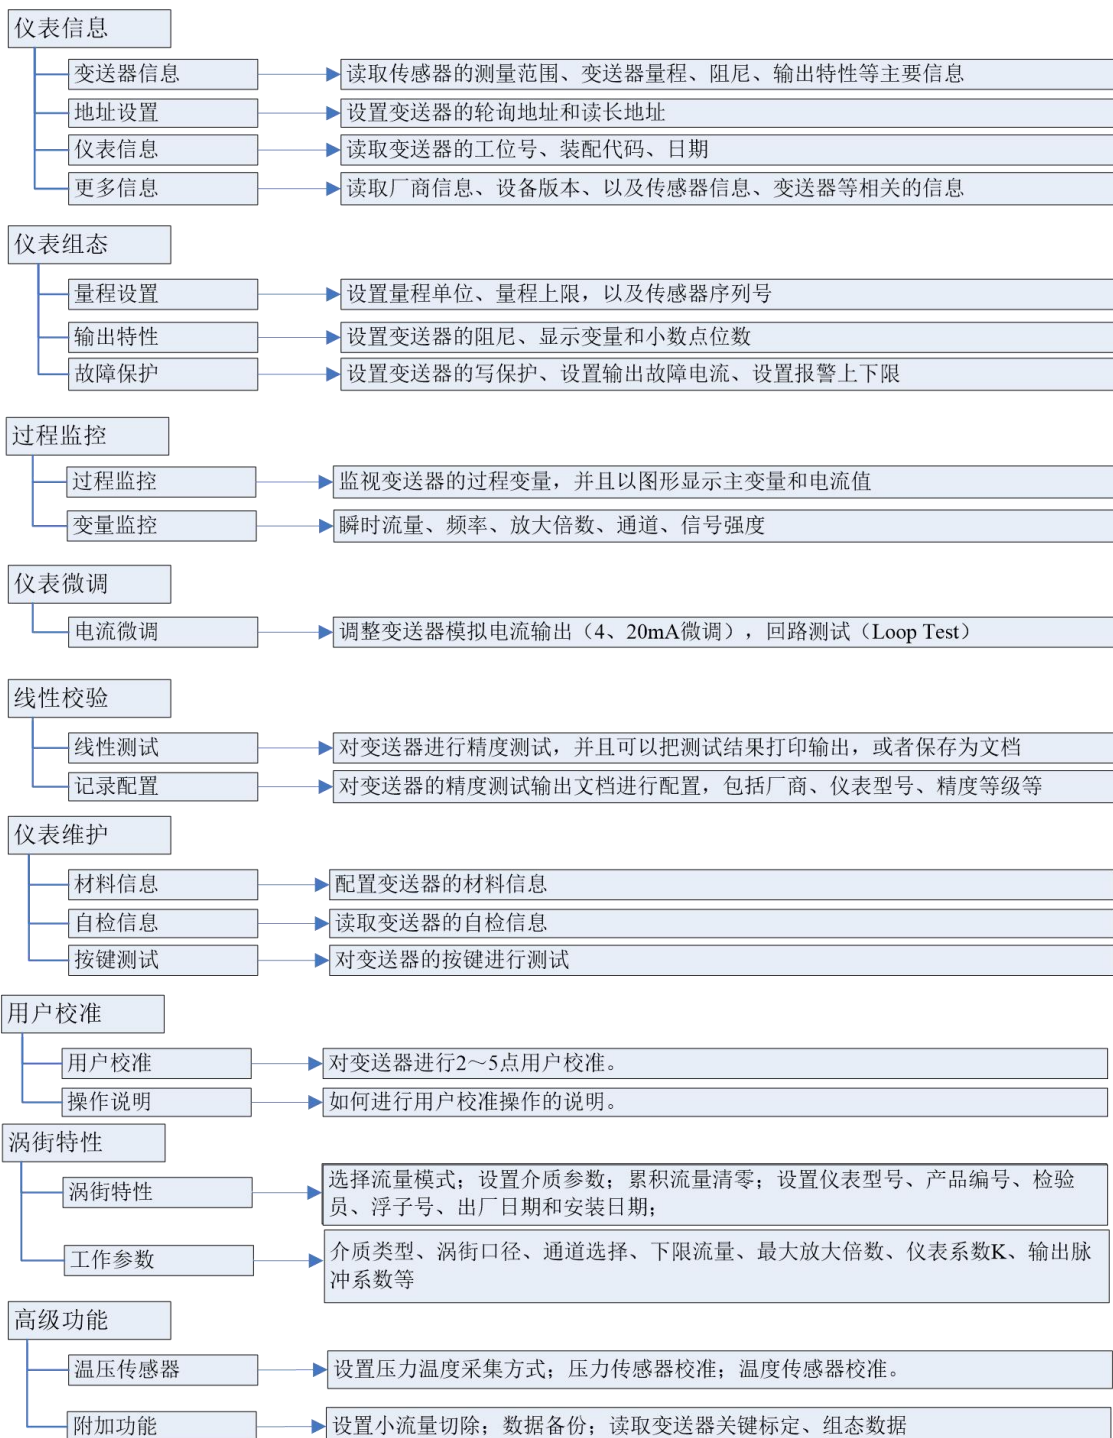 仪表信息
变送器信息
读取传感器的测量范围、变送器量程、阻尼、输出特性等主要信息
地址设置
设置变送器的轮询地址和读长地址
仪表信息
读取变送器的工位号、装配代码、日期
更多信息
读取厂商信息、设备版本、以及传感器信息、变送器等相关的信息
仪表组态
量程设置
设置量程单位、量程上限，以及传感器序列号
输出特性
设置变送器的阻尼、显示变量和小数点位数
故障保护
设置变送器的写保护、设置输出故障电流、设置报警上下限
过程监控
过程监控
监视变送器的过程变量，并且以图形显示主变量和电流值
变量监控
瞬时流量、频率、放大倍数、通道、信号强度
仪表微调
电流微调
调整变送器模拟电流输出（4、20mA微调），回路测试（Loop Test）
线性校验
线性测试
对变送器进行精度测试，并且可以把测试结果打印输出，或者保存为文档
记录配置
对变送器的精度测试输出文档进行配置，包括厂商、仪表型号、精度等级等
仪表维护
材料信息
配置变送器的材料信息
自检信息
读取变送器的自检信息
按键测试
对变送器的按键进行测试
用户校准
用户校准
对变送器进行2～5点用户校准。
操作说明
如何进行用户校准操作的说明。
涡街特性
涡街特性
选择流量模式；设置介质参数；累积流量清零；设置仪表型号、产品编号、检验
员、浮子号、出厂日期和安装日期；
工作参数
介质类型、涡街口径、通道选择、下限流量、最大放大倍数、仪表系数K、输出脉
冲系数等
高级功能
温压传感器
设置压力温度采集方式；压力传感器校准；温度传感器校准。
附加功能
设置小流量切除；数据备份；读取变送器关键标定、组态数据